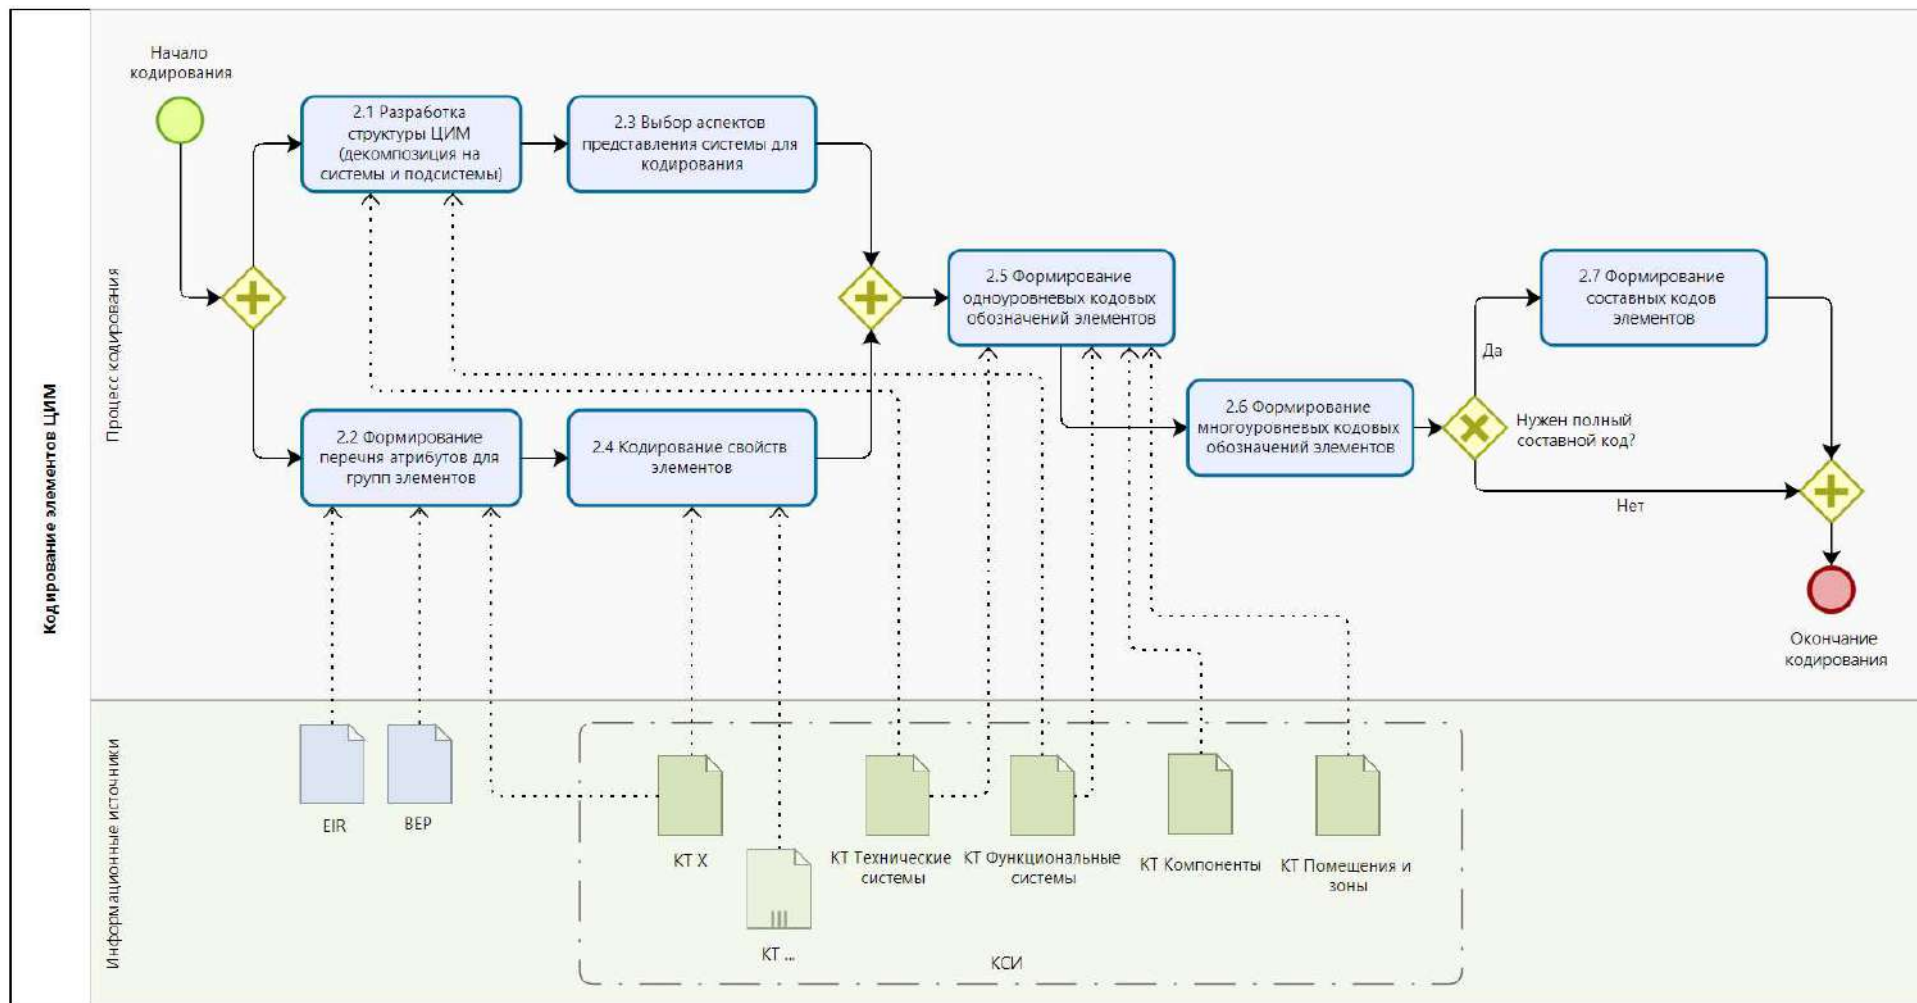 Кодирование элементов ЦИМ
Процесс кодирования
Начало
кодирования
2.1 Разработка
структуры ЦИМ
(декомпозиция на
системы и подсистемы)
2.3 Выбор аспектов
представления системы для
кодирования
2.2 Формирование
перечня атрибутов для
групп элементов
2.4 Кодирование свойств
элементов
2.5 Формирование
одноуровневых кодовых
обозначений элементов
2.6 Формирование
многоуровневых кодовых
обозначений элементов
Да
Нужен полный
составной код?
Нет
2.7 Формирование
составных кодов
элементов
Окончание
кодирования
Информационные источники
EIR
BEP
КТ X
КТ ...
КТ Технические
системы
КТ Функциональные
системы
КТ Компоненты
КТ Помещения и
зоны
КСИ